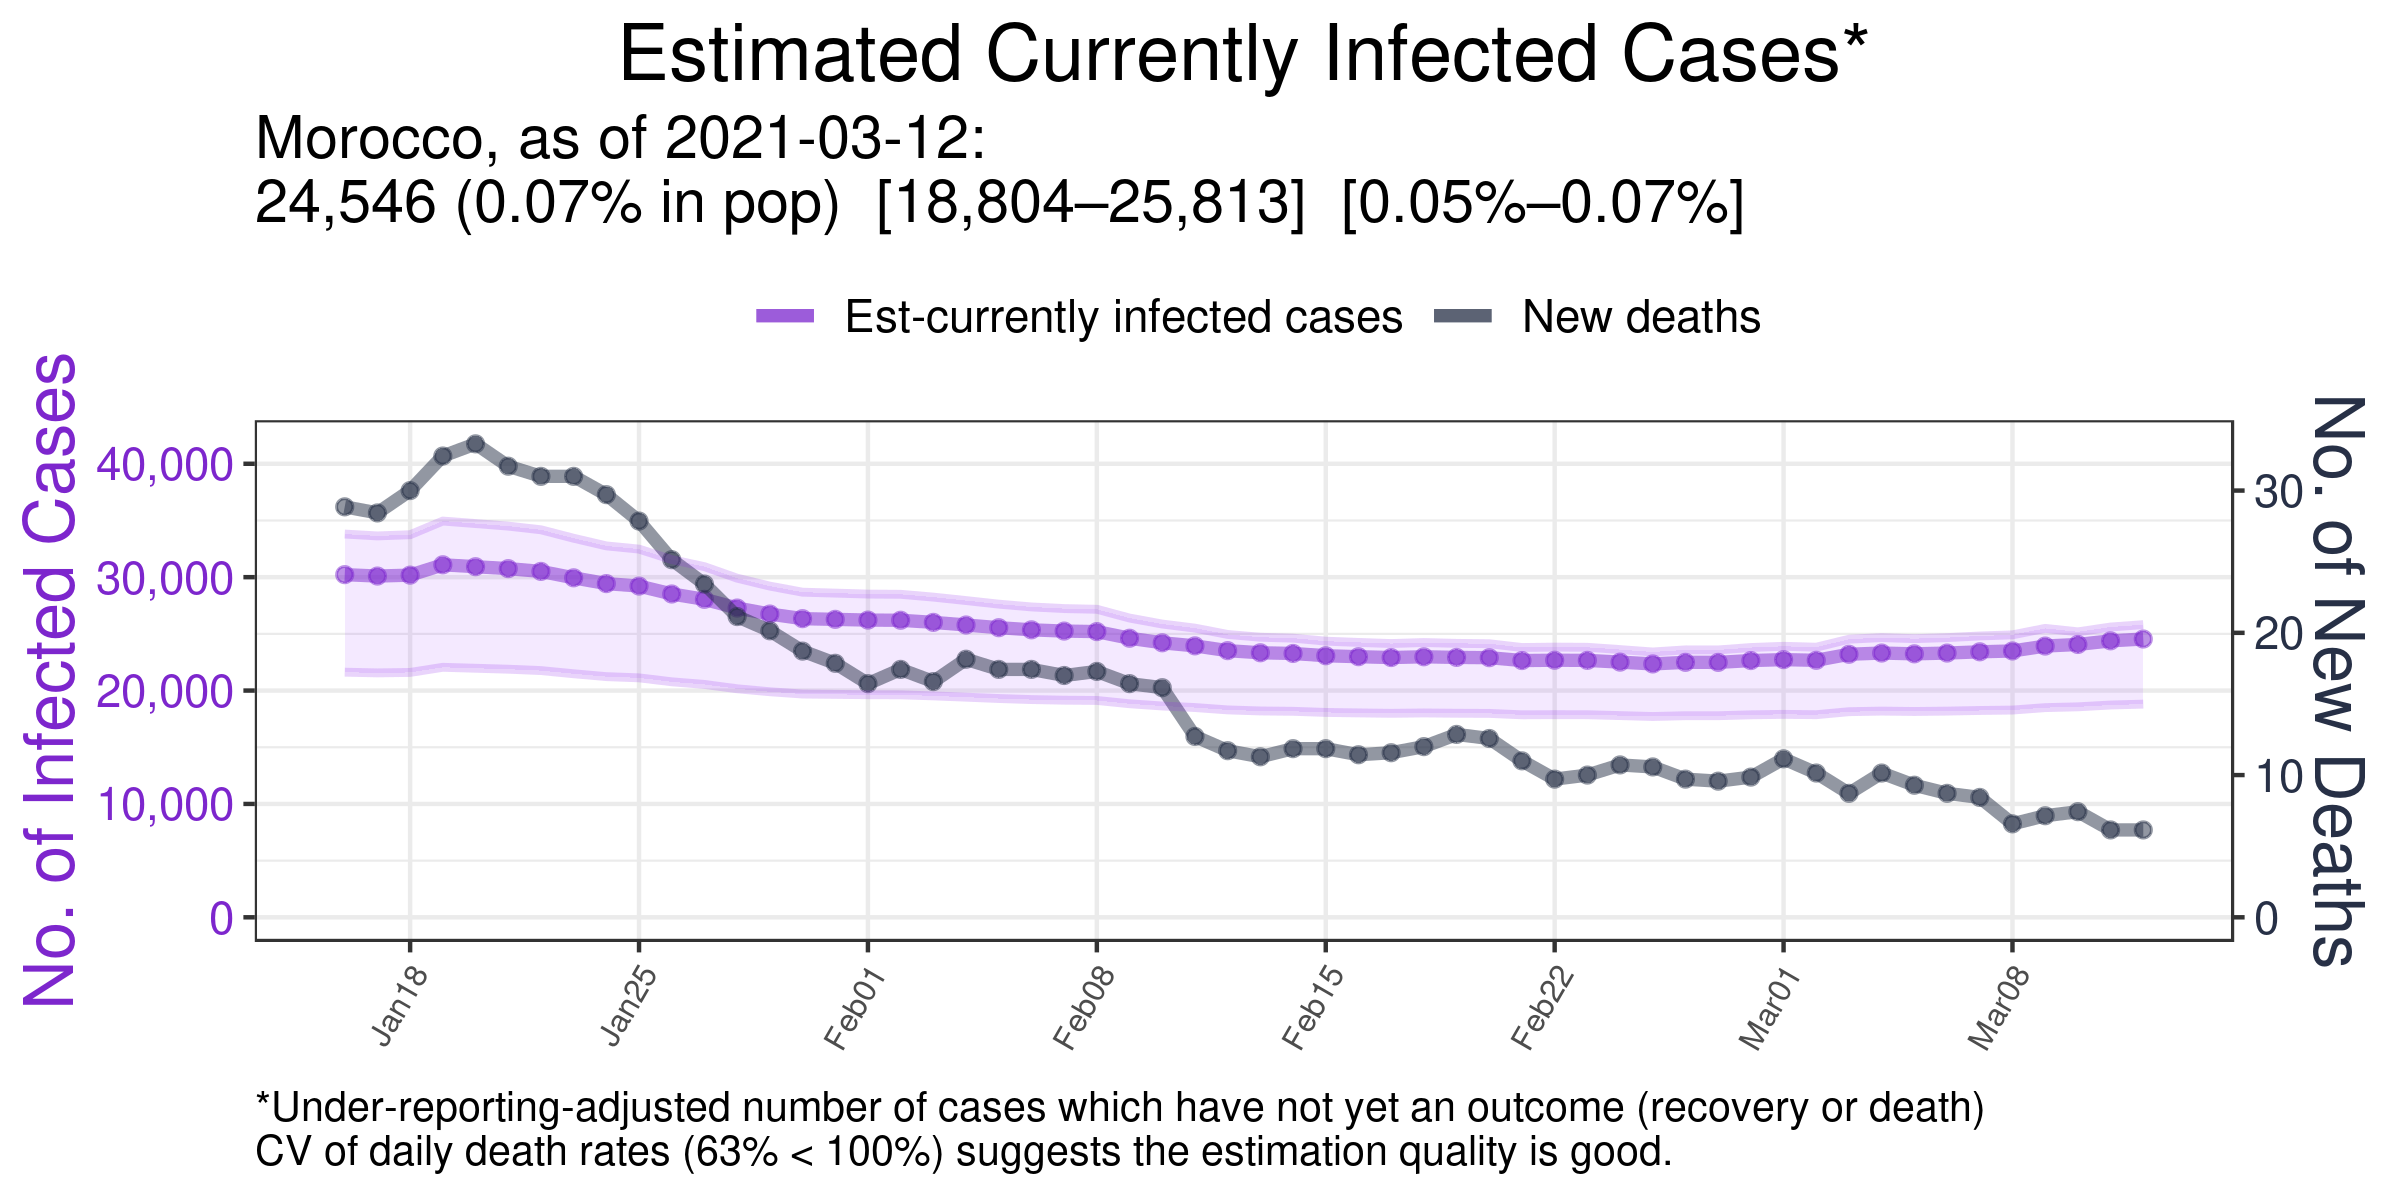 Estimated Currently Infected Cases*
Morocco, as of 2021-03-12:
24,546 (0.07% in pop)  [18,804–25,813]  [0.05%–0.07%]
Est-currently infected cases
New deaths
No. of Infected Cases
40,000
30,000
20,000
10,000
0
30
20
10
0
No. of New Deaths
Jan18
Jan25
Feb01
Feb08
Feb15
Feb22
Mar01
Mar08
*Under-reporting-adjusted number of cases which have not yet an outcome (recovery or death)
CV of daily death rates (63% < 100%) suggests the estimation quality is good.